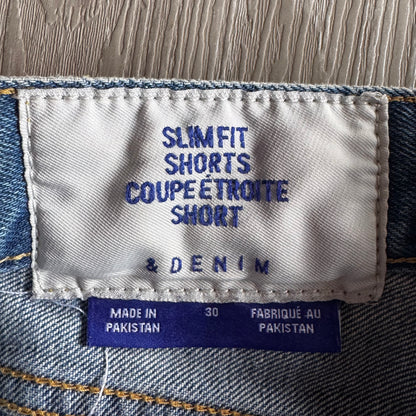 SLIM FIT
SHORTS
COUPE ÉTROITE
SHORT
& DENIM
MADE IN 30 FABRIQUÉ AU
PAKISTAN PAKISTAN